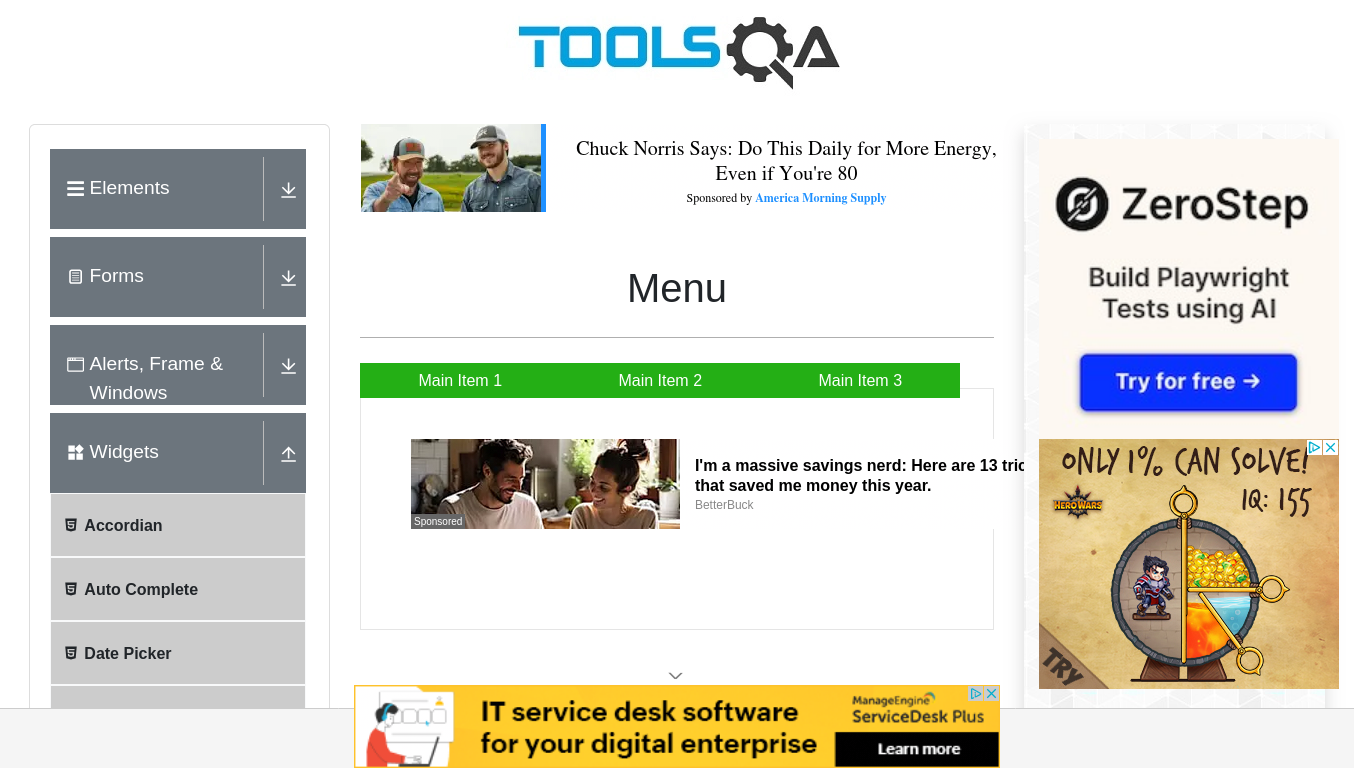 TOOLSQA
Elements
Forms
Alerts, Frame &
Windows
Widgets
Accordian
Auto Complete
Date Picker
Chuck Norris Says: Do This Daily for More Energy,
Even if You're 80
Sponsored by America Morning Supply
Menu
Main Item 1
Main Item 2
Main Item 3
Sponsored
I'm a massive savings nerd: Here are 13 tric
that saved me money this year.
BetterBuck
ZeroStep
Build Playwright
Tests using AI
Try for free →
ONLY 1% CAN SOLVE!
IQ: 155
HERO WARS
TRY
IT service desk software
for your digital enterprise
ManageEngine
ServiceDesk Plus
Learn more